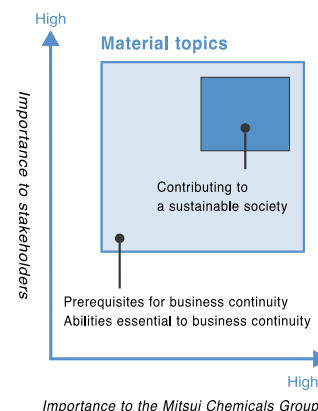 High
Material topics
Importance to stakeholders
Contributing to
a sustainable society
Prerequisites for business continuity
Abilities essential to business continuity
High
Importance to the Mitsui Chemicals Group